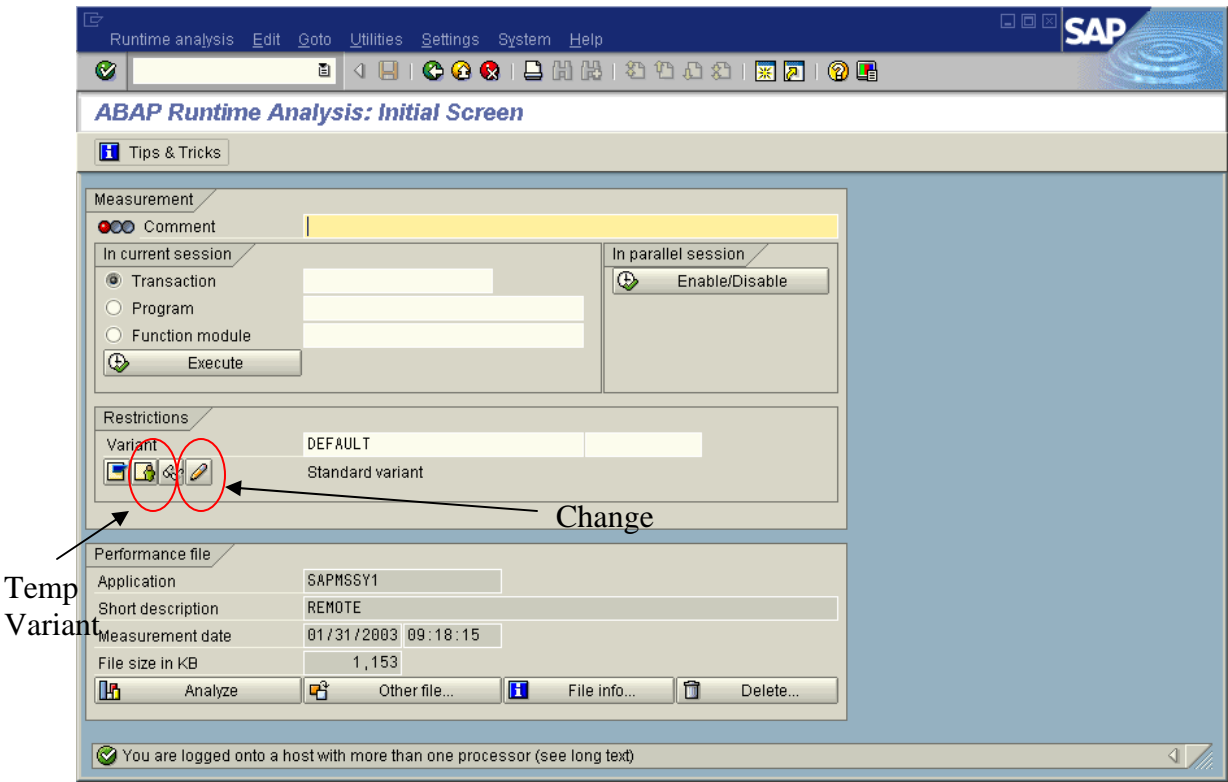 Runtime analysis Edit Goto Utilities Settings System Help
SAP
ABAP Runtime Analysis: Initial Screen
Tips & Tricks
Measurement
Comment
In current session
In parallel session
Transaction
Enable/Disable
Program
Function module
Execute
Restrictions
Variant DEFAULT
Standard variant
Change
Performance file
Temp
Variant
Application SAPMSSY1
Short description REMOTE
Measurement date 01/31/2003 09:18:15
File size in KB 1,153
Analyze Other file... File info... Delete...
You are logged onto a host with more than one processor (see long text)